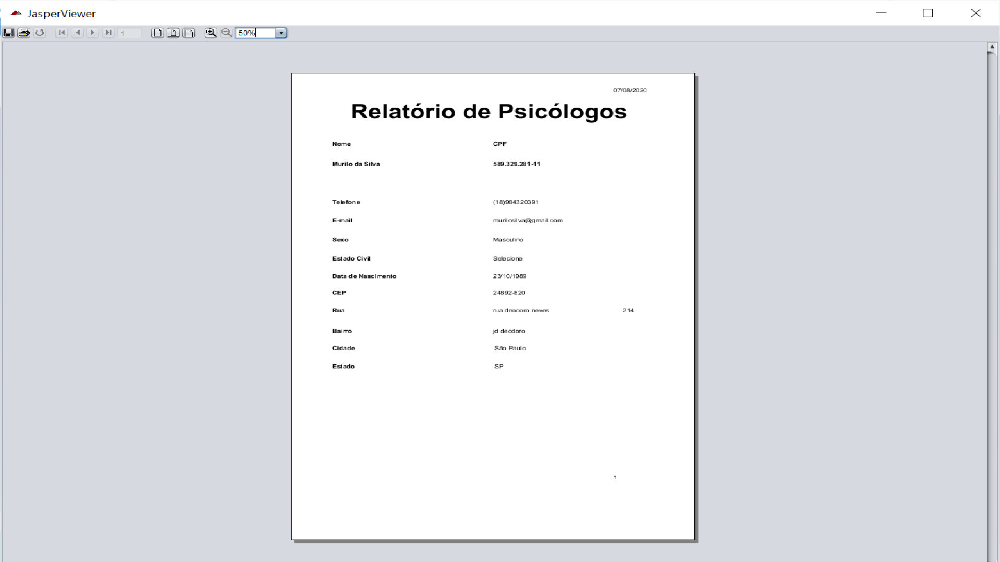 JasperViewer
1 50%
07/08/2020
Relatório de Psicólogos
Nome CPF
Murilo da Silva 589.329.281-11
Telefone (18)984320391
E-mail murilosilva@gmail.com
Sexo Masculino
Estado Civil Selecione
Data de Nascimento 23/10/1989
CEP 24892-820
Rua rua deodoro neves 214
Bairro jd deodoro
Cidade São Paulo
Estado SP
1